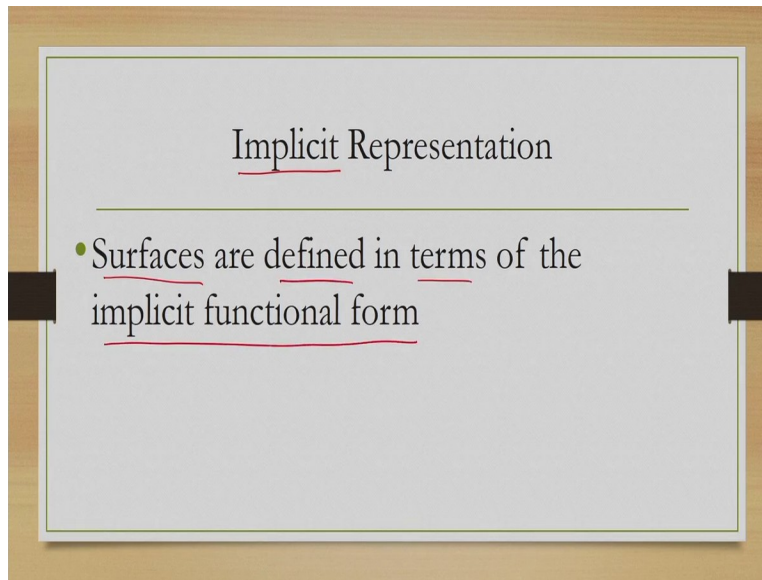 Implicit Representation
•Surfaces are defined in terms of the
implicit functional form